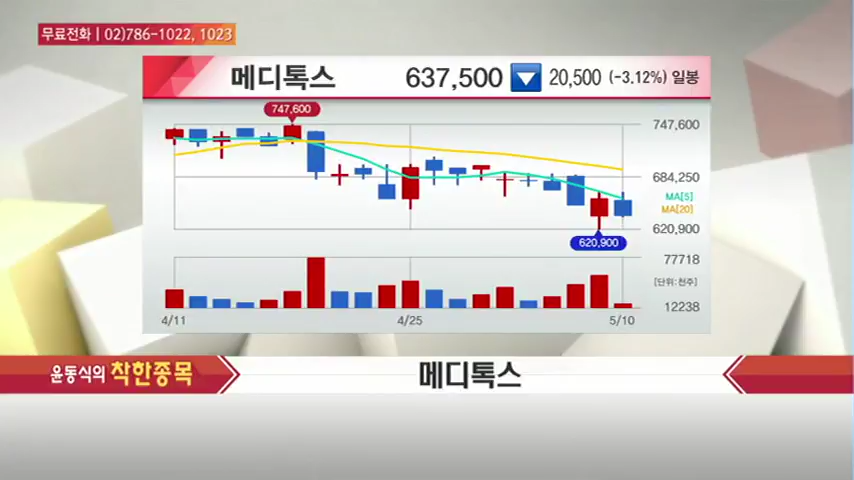 무료전화 | 02)786-1022, 1023
메디톡스 637,500 ▼ 20,500 (-3.12%) 일봉
747,600
747,600
684,250
MA[5]
MA[20]
620,900
620,900
77718
[단위:천주]
12238
4/11 4/25 5/10
윤동식의 착한종목 메디톡스